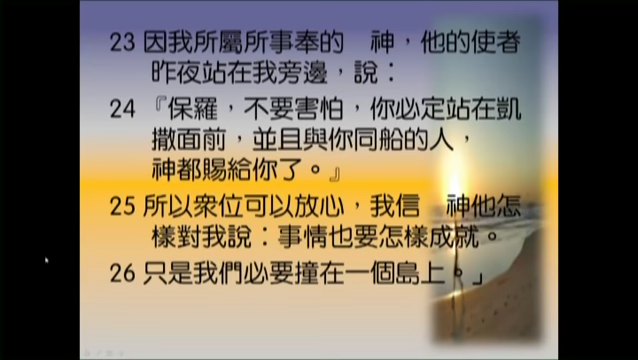 23 因我所屬所事奉的　神，他的使者
昨夜站在我旁邊，說：
24 『保羅，不要害怕，你必定站在凱
撒面前，並且與你同船的人，
神都賜給你了。』
25 所以眾位可以放心，我信　神他怎
樣對我說：事情也要怎樣成就。
26 只是我們必要撞在一個島上。」